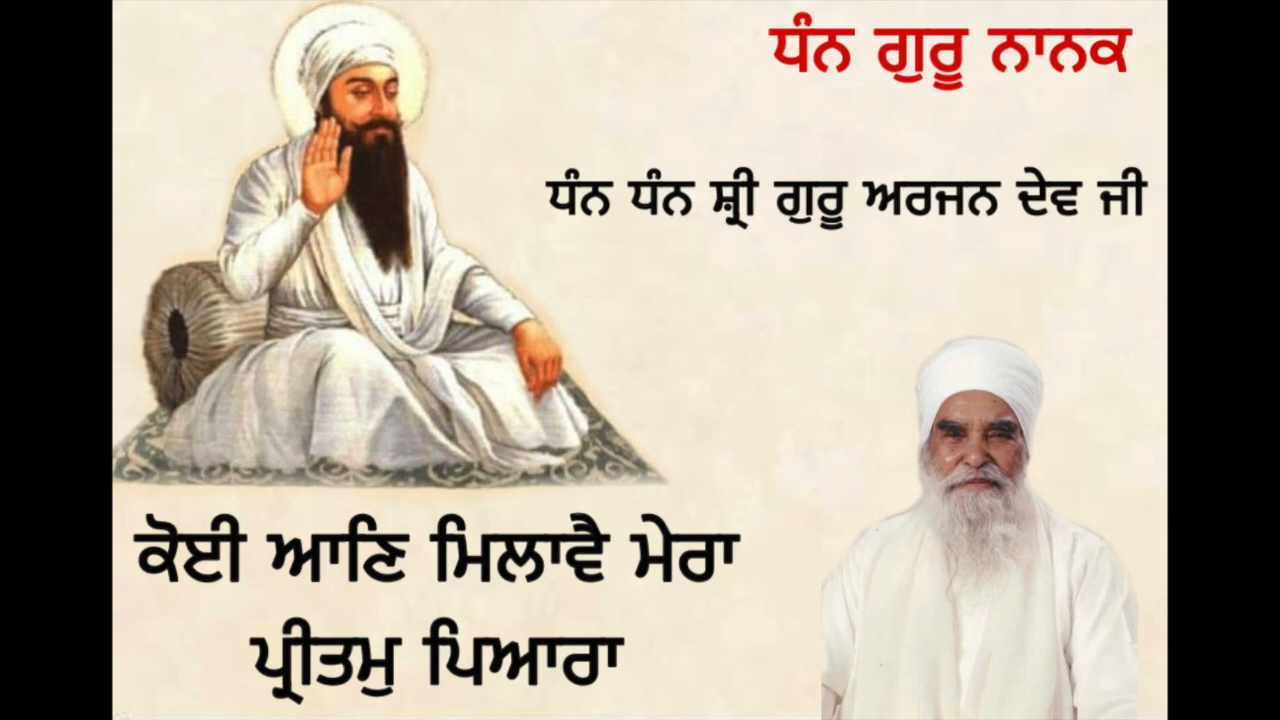 ਧੰਨ ਗੁਰੂ ਨਾਨਕ
ਧੰਨ ਧੰਨ ਸ਼੍ਰੀ ਗੁਰੂ ਅਰਜਨ ਦੇਵ ਜੀ
ਕੋਈ ਆਣਿ ਮਿਲਾਵੈ ਮੇਰਾ
ਪ੍ਰੀਤਮੁ ਪਿਆਰਾ